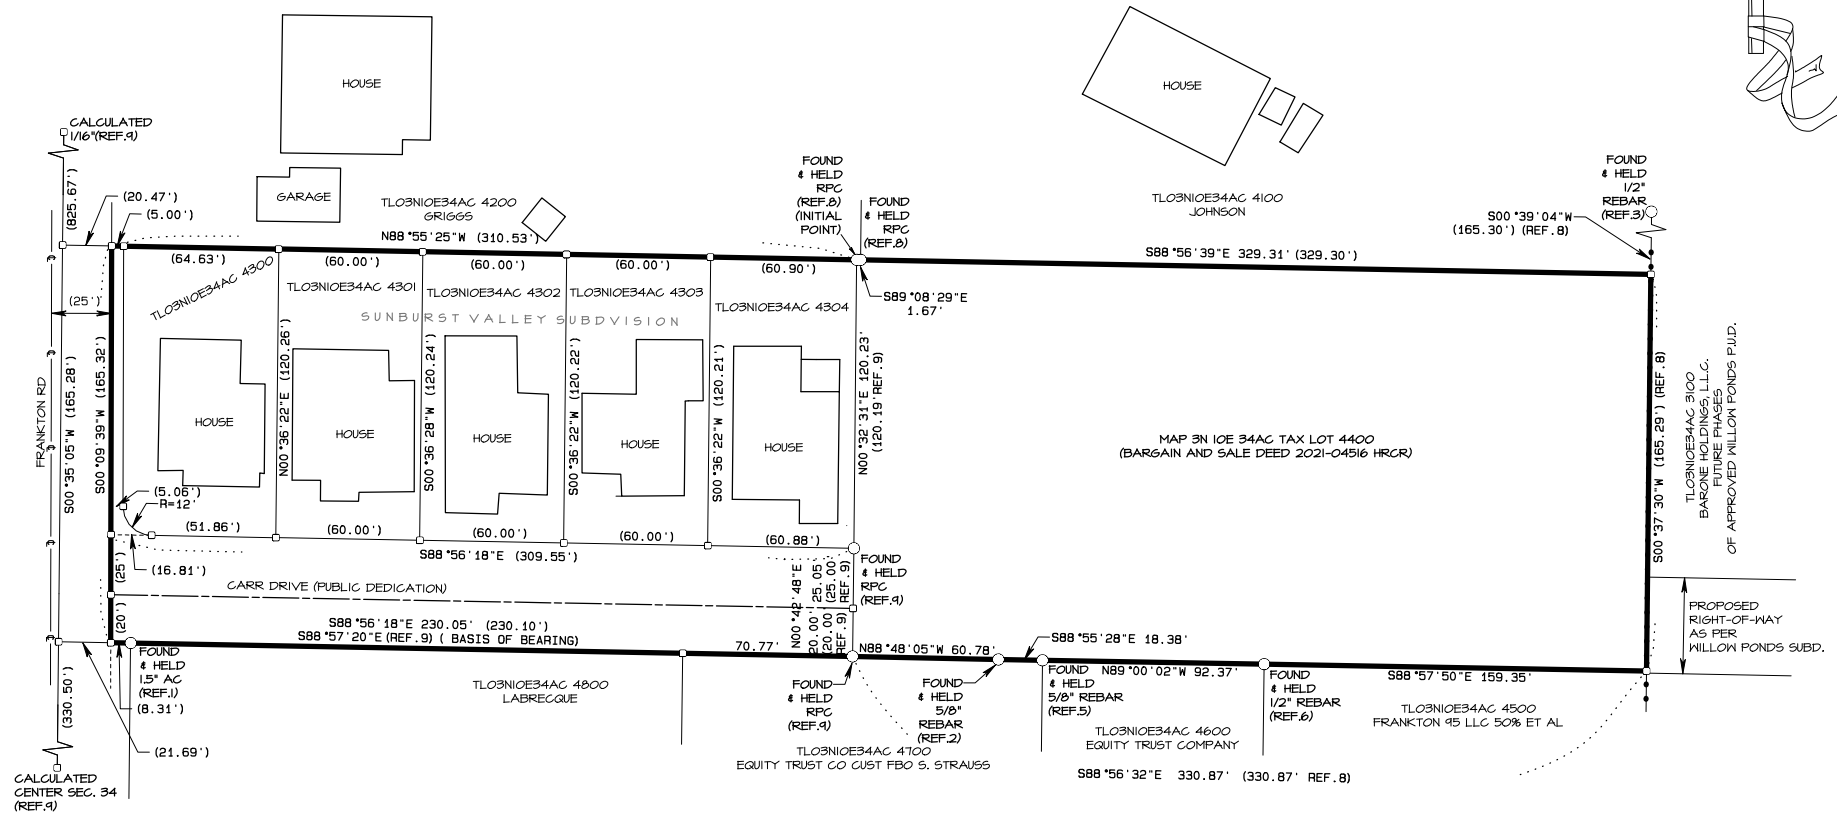 HOUSE
HOUSE
CALCULATED
1/16"(REF.9)
(825.67')
(20.47')
(5.00')
GARAGE
TL03N10E34AC 4200
GRIGGS
N88°55'25"W (310.53')
FOUND
& HELD
RPC
(REF.8)
(INITIAL
POINT)
FOUND
& HELD
RPC
(REF.8)
TL03N10E34AC 4100
JOHNSON
FOUND
& HELD
1/2"
REBAR
(REF.3)
S00°39'04"W
(165.30') (REF.8)
S88°56'39"E 329.31' (329.30')
(64.63')
(60.00')
(60.00')
(60.00')
(60.90')
S89°08'29"E
1.67'
TL03N10E34AC 4300
TL03N10E34AC 4301
TL03N10E34AC 4302
TL03N10E34AC 4303
TL03N10E34AC 4304
SUNBURST VALLEY SUBDVISION
(25')
FRANKTON RD
S00°35'05"W (165.28')
S00°09'39"W (165.32')
N00°36'22"E (120.26')
S00°36'28"W (120.24')
S00°36'22"W (120.22')
S00°36'22"W (120.21')
N00°32'31"E 120.23'
(120.19'REF.9)
HOUSE
HOUSE
HOUSE
HOUSE
HOUSE
MAP 3N 10E 34AC TAX LOT 4400
(BARGAIN AND SALE DEED 2021-04516 HRCR)
S00°37'30"W (165.29') (REF.8)
TL03N10E34AC 3100
BARONE HOLDINGS, L.L.C.
FUTURE PHASES
OF APPROVED WILLOW PONDS P.U.D.
(5.06')
R=12'
(51.86')
(60.00')
(60.00')
(60.00')
(60.88')
S88°56'18"E (309.55')
(16.81')
(25')
(20')
CARR DRIVE (PUBLIC DEDICATION)
FOUND
& HELD
RPC
(REF.9)
N00°42'48"E
25.05'
(25.00'
REF.9)
20.00'
(20.00'
REF.9)
S88°56'18"E 230.05' (230.10')
S88°57'20"E (REF.9) ( BASIS OF BEARING)
70.77'
N88°48'05"W 60.78'
S88°55'28"E 18.38'
N89°00'02"W 92.37'
S88°57'50"E 159.35'
PROPOSED
RIGHT-OF-WAY
AS PER
WILLOW PONDS SUBD.
FOUND
& HELD
1.5" AC
(REF.1)
(8.31')
(21.69')
(330.50')
CALCULATED
CENTER SEC. 34
(REF.9)
TL03N10E34AC 4800
LABRECQUE
FOUND
& HELD
RPC
(REF.9)
FOUND
& HELD
5/8"
REBAR
(REF.2)
FOUND
& HELD
5/8" REBAR
(REF.5)
FOUND
& HELD
1/2" REBAR
(REF.6)
TL03N10E34AC 4700
EQUITY TRUST CO CUST FBO S. STRAUSS
TL03N10E34AC 4600
EQUITY TRUST COMPANY
TL03N10E34AC 4500
FRANKTON 95 LLC 50% ET AL
S88°56'32"E 330.87' (330.87' REF.8)